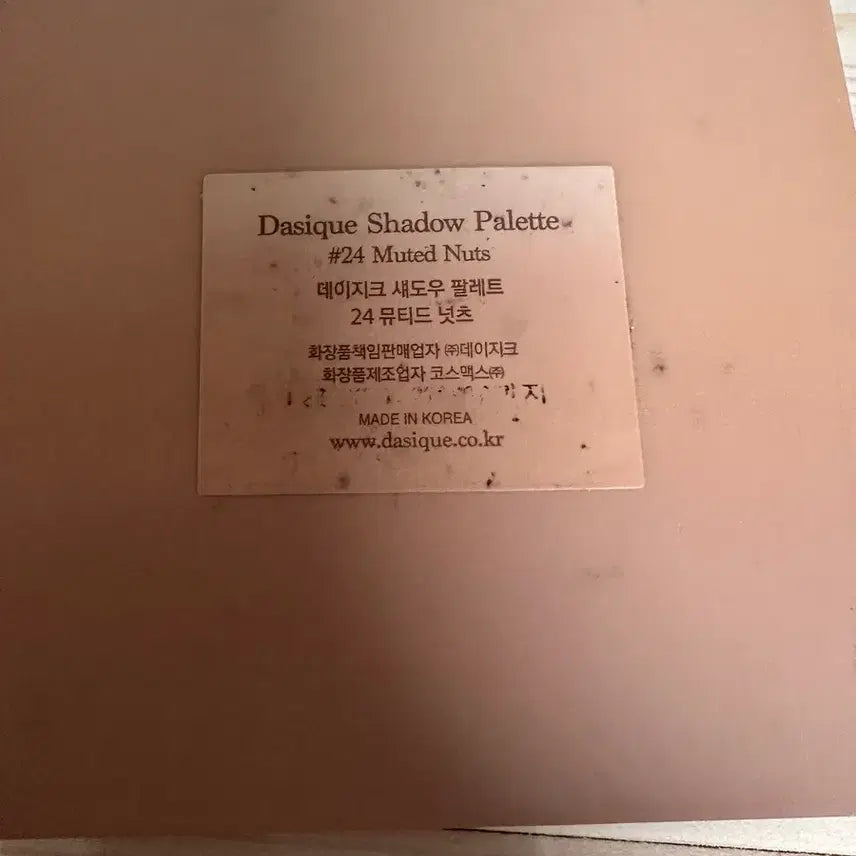 Dasique Shadow Palette
#24 Muted Nuts
데이지크 섀도우 팔레트
24 뮤티드 넛츠
화장품책임판매업자 ㈜데이지크
화장품제조업자 코스맥스㈜
MADE IN KOREA
www.dasique.co.kr